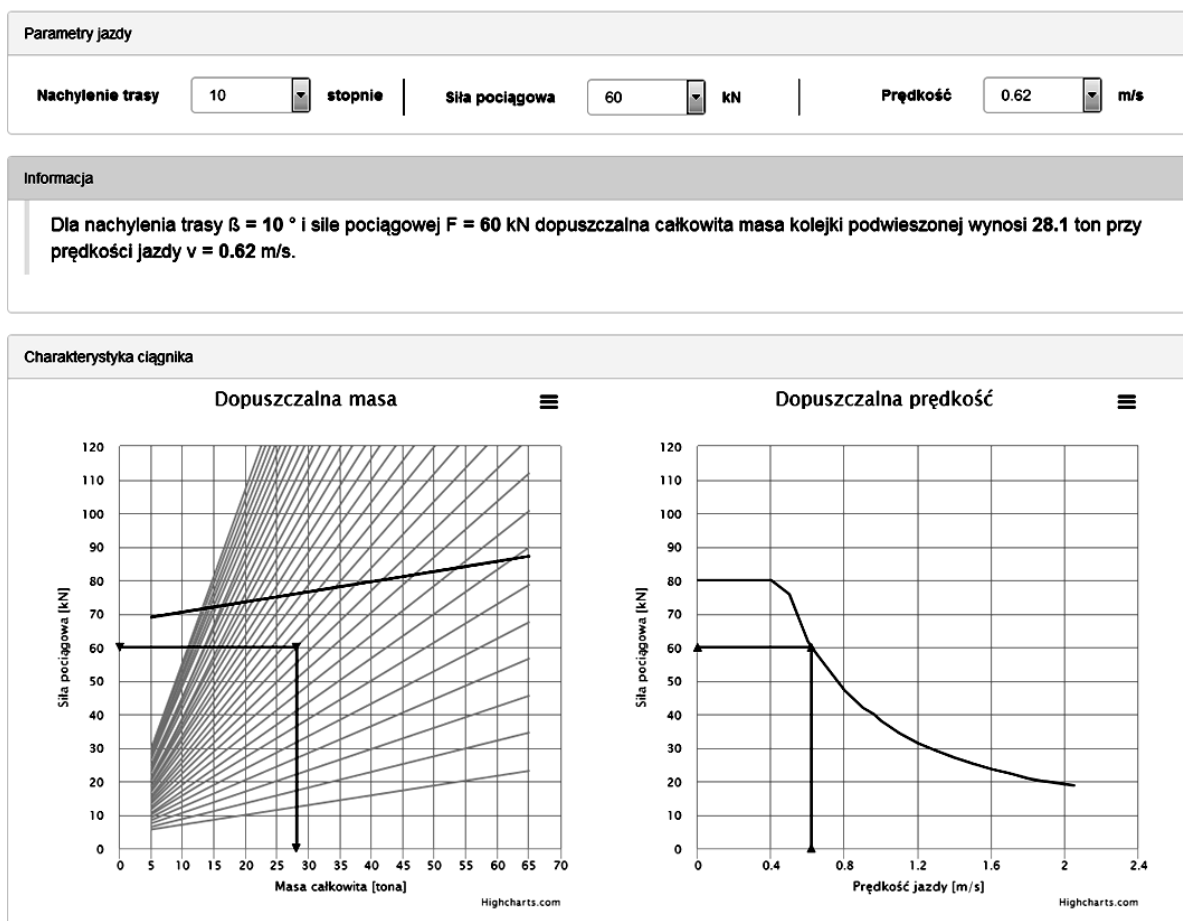 Parametry jazdy
Nachylenie trasy 10 stopnie Siła pociągowa 60 kN Prędkość 0.62 m/s
Informacja
Dla nachylenia trasy ß = 10 ° i sile pociągowej F = 60 kN dopuszczalna całkowita masa kolejki podwieszonej wynosi 28.1 ton przy
prędkości jazdy v = 0.62 m/s.
Charakterystyka ciągnika
Dopuszczalna masa
120
110
100
90
80
70
60
50
40
30
20
10
0
Siła pociągowa [kN]
0 5 10 15 20 25 30 35 40 45 50 55 60 65 70
Masa całkowita [tona]
Highcharts.com
Dopuszczalna prędkość
120
110
100
90
80
70
60
50
40
30
20
10
0
Siła pociągowa [kN]
0 0.4 0.8 1.2 1.6 2 2.4
Prędkość jazdy [m/s]
Highcharts.com